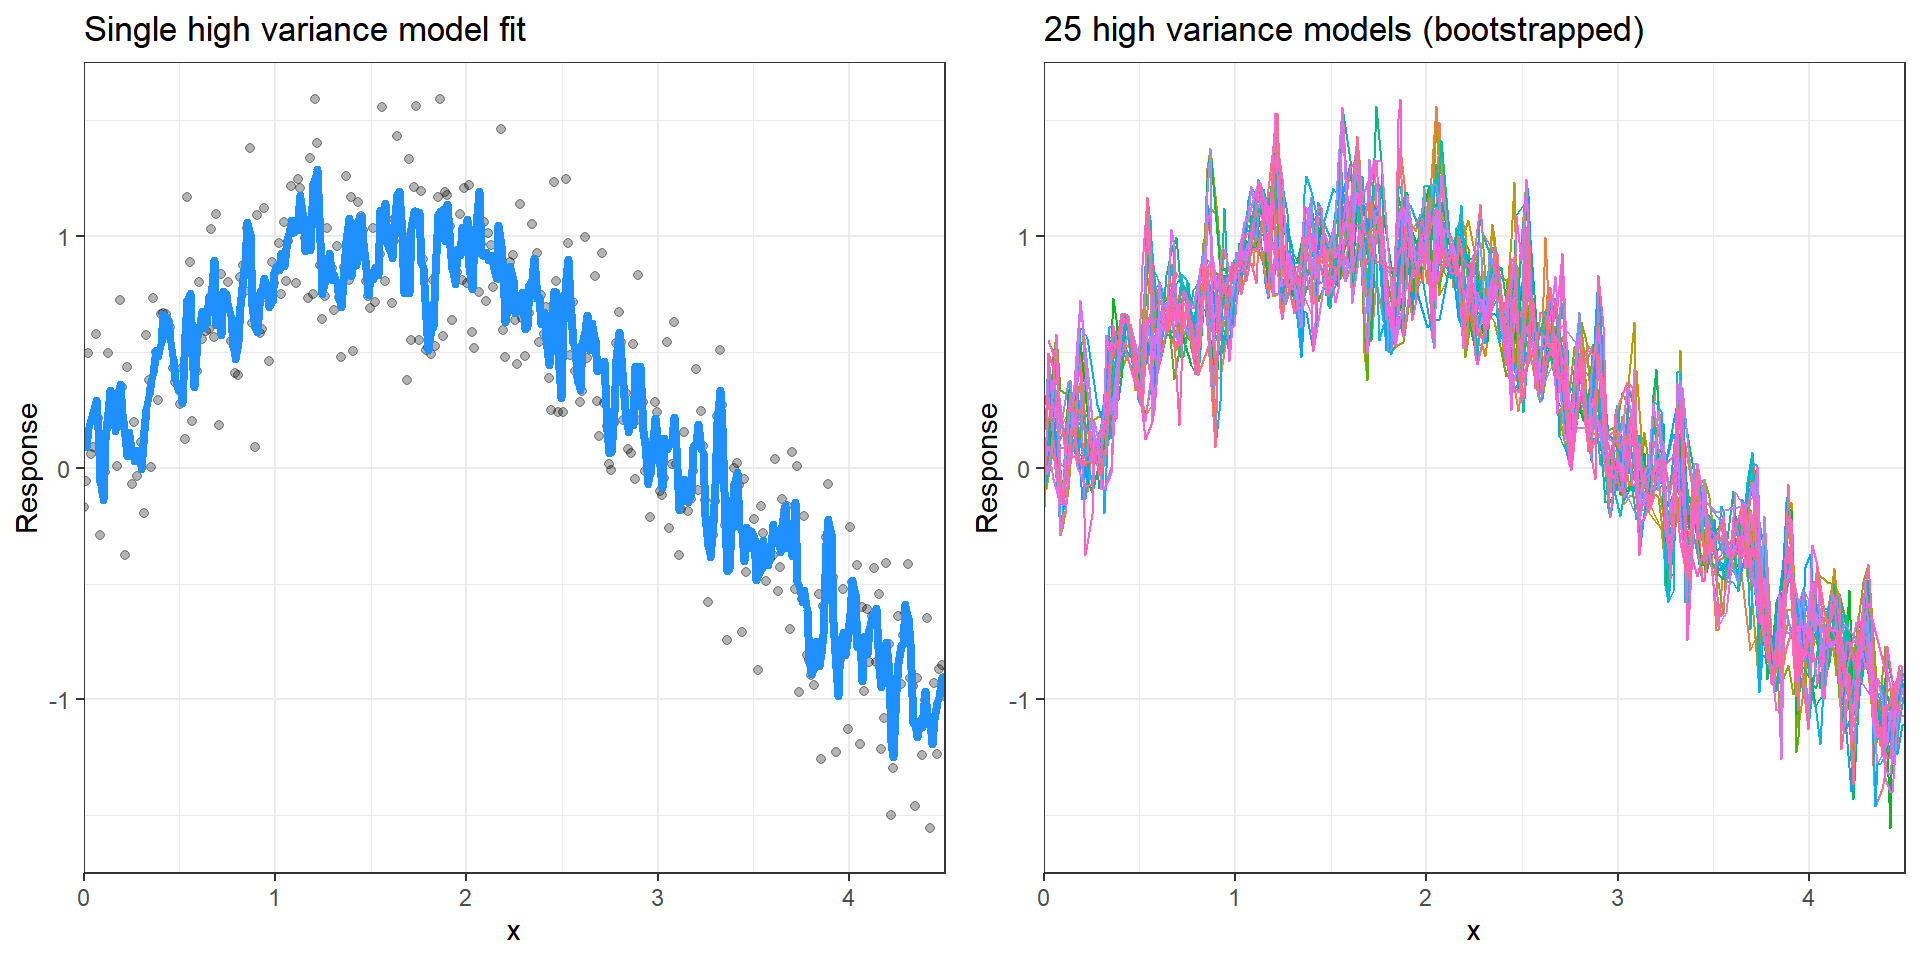 Single high variance model fit
Response
1
0
-1
0
1
2
3
4
x
25 high variance models (bootstrapped)
Response
1
0
-1
0
1
2
3
4
x